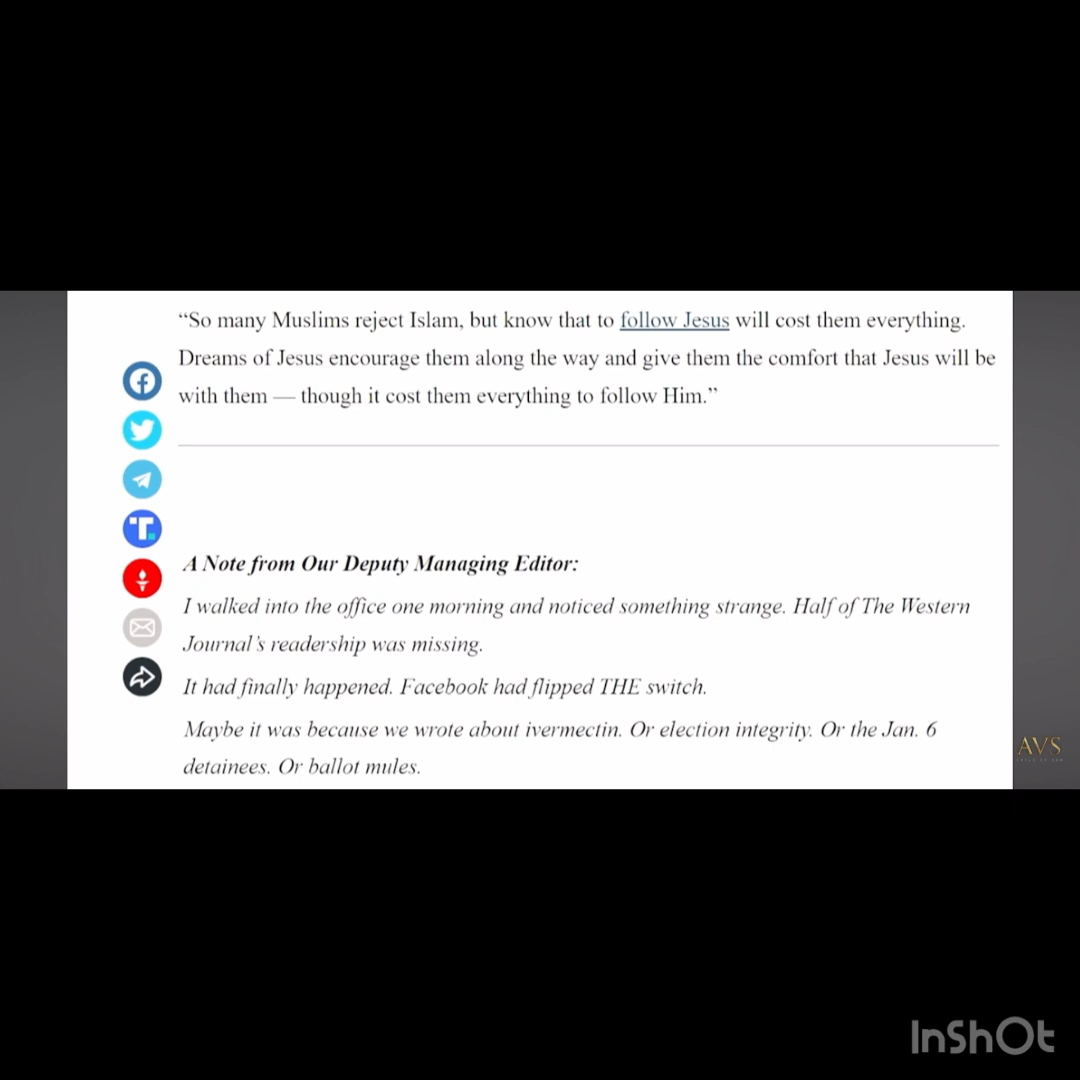 “So many Muslims reject Islam, but know that to follow Jesus will cost them everything.
Dreams of Jesus encourage them along the way and give them the comfort that Jesus will be
with them — though it cost them everything to follow Him.”
A Note from Our Deputy Managing Editor:
I walked into the office one morning and noticed something strange. Half of The Western
Journal’s readership was missing.
It had finally happened. Facebook had flipped THE switch.
Maybe it was because we wrote about ivermectin. Or election integrity. Or the Jan. 6
detainees. Or ballot mules.
AVS
InShOt